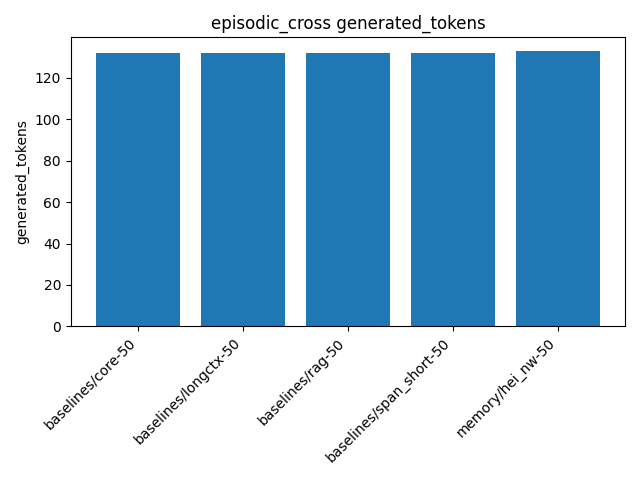 episodic_cross generated_tokens
generated_tokens
120
100
80
60
40
20
0
baselines/core-50
baselines/longctx-50
baselines/rag-50
baselines/span_short-50
memory/hei_nw-50